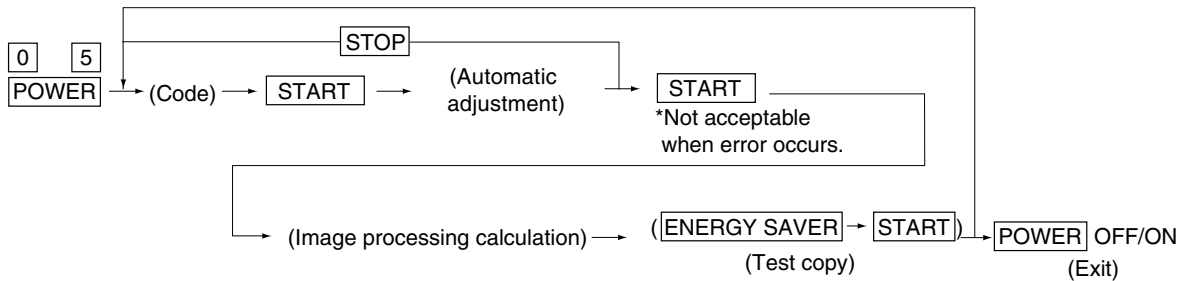 STOP
0 5
POWER (Code) START (Automatic adjustment) START
*Not acceptable
when error occurs.
(Image processing calculation) (ENERGY SAVER START) POWER OFF/ON
(Test copy) (Exit)